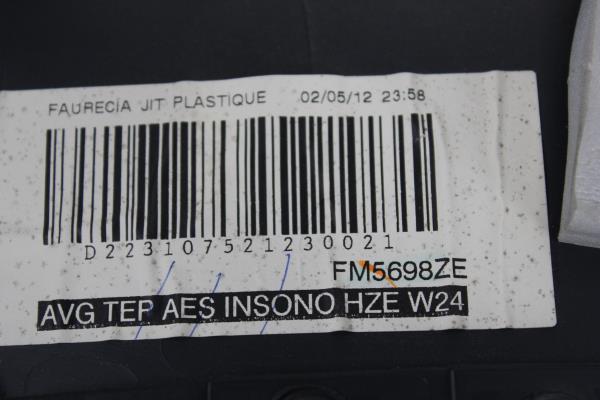 FAURECIA JIT PLASTIQUE 02/05/12 23:58
D223107521230021
FM5698ZE
AVG TEP AES INSONO HZE W24